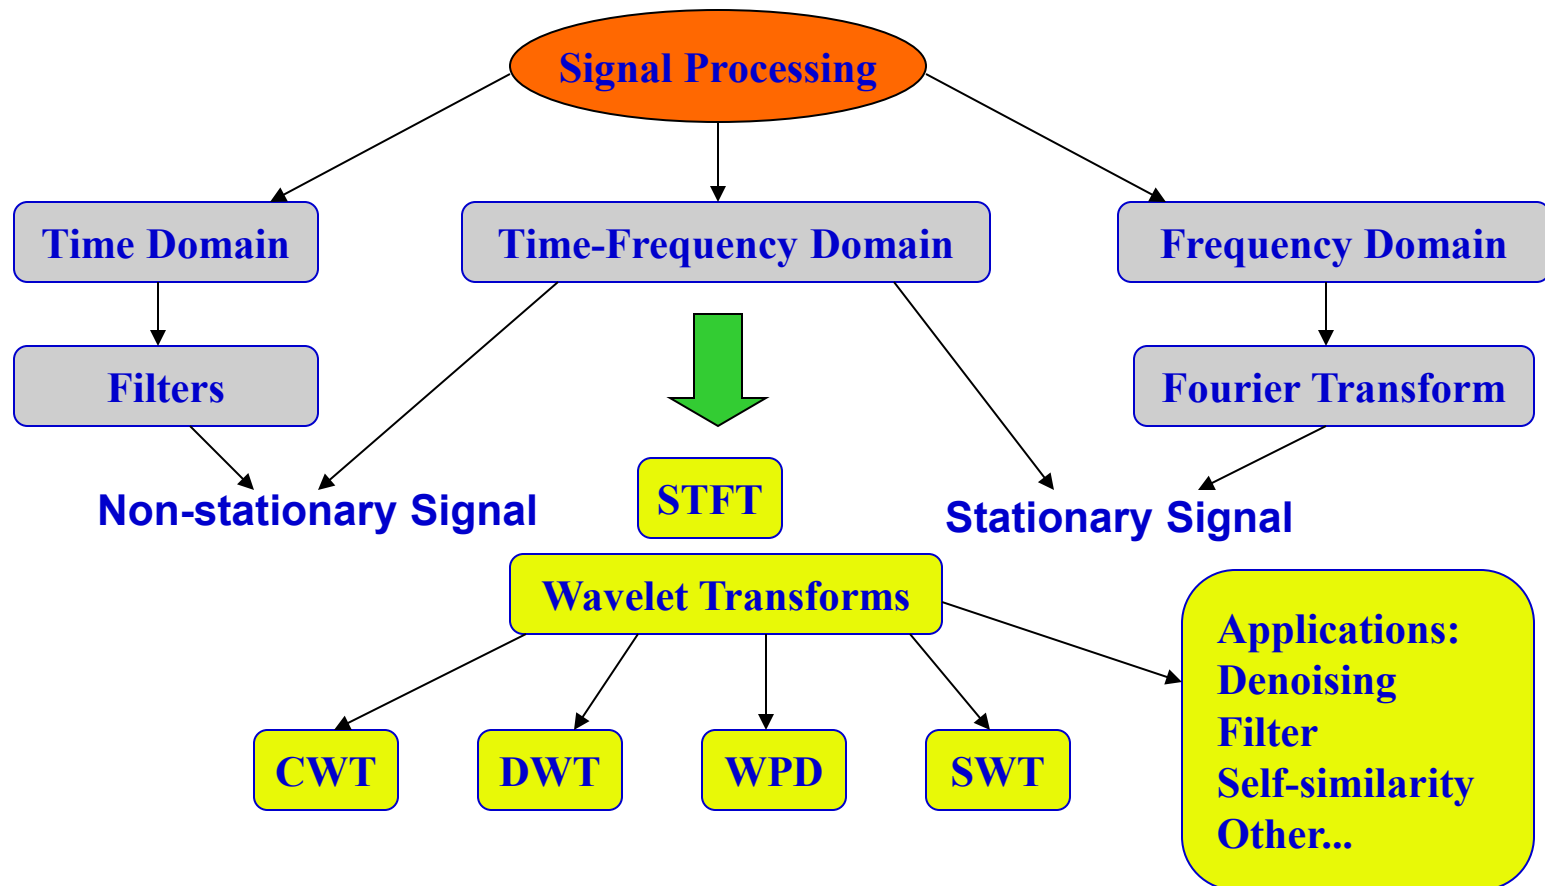 Signal Processing
Time Domain
Time-Frequency Domain
Frequency Domain
Filters
Fourier Transform
Non-stationary Signal
STFT
Stationary Signal
Wavelet Transforms
Applications:
Denoising
Filter
Self-similarity
Other...
CWT
DWT
WPD
SWT